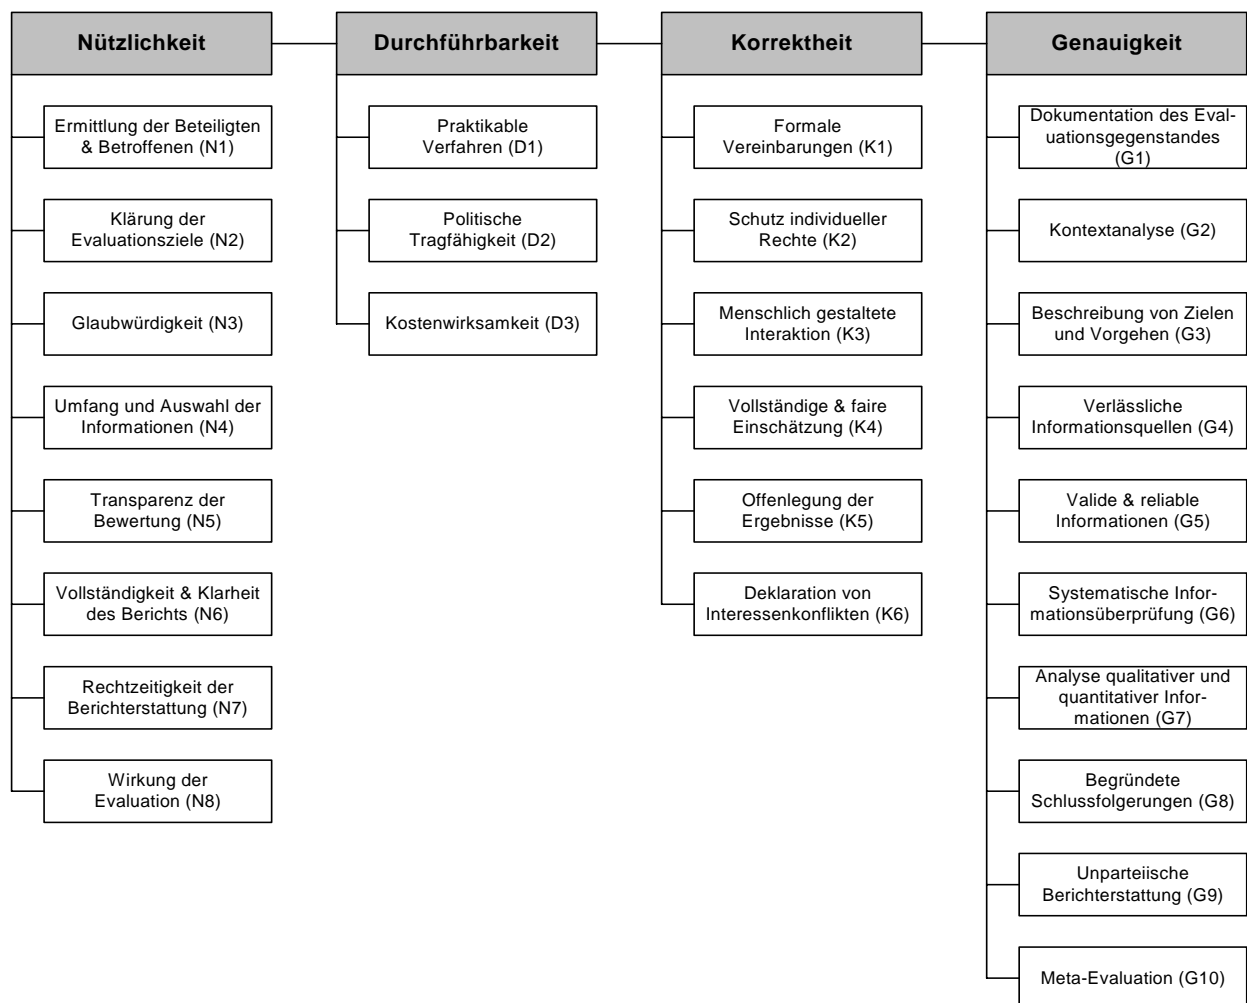 Nützlichkeit
Ermittlung der Beteiligten
& Betroffenen (N1)
Klärung der
Evaluationsziele (N2)
Glaubwürdigkeit (N3)
Umfang und Auswahl der
Informationen (N4)
Transparenz der
Bewertung (N5)
Vollständigkeit & Klarheit
des Berichts (N6)
Rechtzeitigkeit der
Berichterstattung (N7)
Wirkung der
Evaluation (N8)
Durchführbarkeit
Praktikable
Verfahren (D1)
Politische
Tragfähigkeit (D2)
Kostenwirksamkeit (D3)
Korrektheit
Formale
Vereinbarungen (K1)
Schutz individueller
Rechte (K2)
Menschlich gestaltete
Interaktion (K3)
Vollständige & faire
Einschätzung (K4)
Offenlegung der
Ergebnisse (K5)
Deklaration von
Interessenkonflikten (K6)
Genauigkeit
Dokumentation des Eval-
uationsgegenstandes
(G1)
Kontextanalyse (G2)
Beschreibung von Zielen
und Vorgehen (G3)
Verlässliche
Informationsquellen (G4)
Valide & reliable
Informationen (G5)
Systematische Infor-
mationsüberprüfung (G6)
Analyse qualitativer und
quantitativer Infor-
mationen (G7)
Begründete
Schlussfolgerungen (G8)
Unparteiische
Berichterstattung (G9)
Meta-Evaluation (G10)